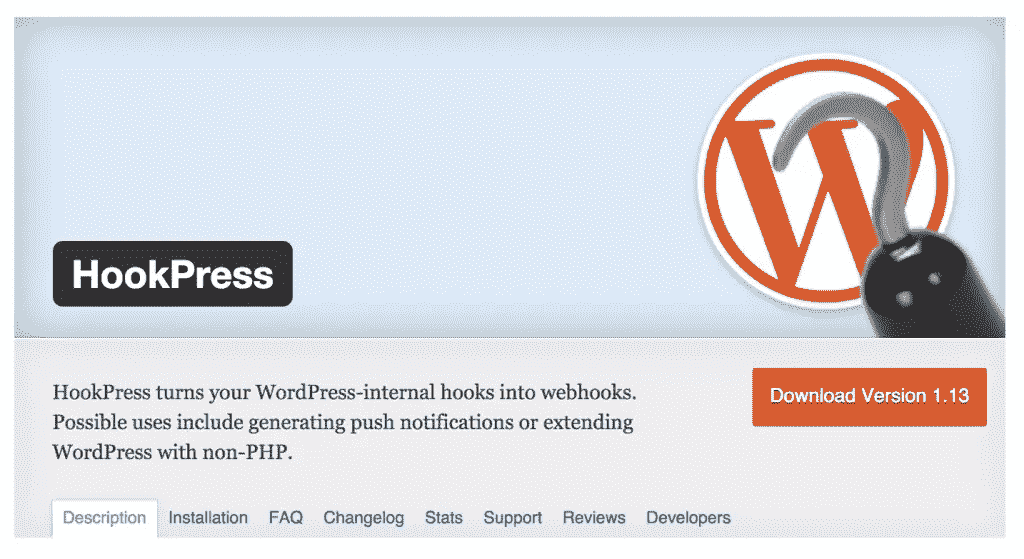 HookPress
HookPress turns your WordPress-internal hooks into webhooks.
Possible uses include generating push notifications or extending
WordPress with non-PHP.
Download Version 1.13
Description Installation FAQ Changelog Stats Support Reviews Developers